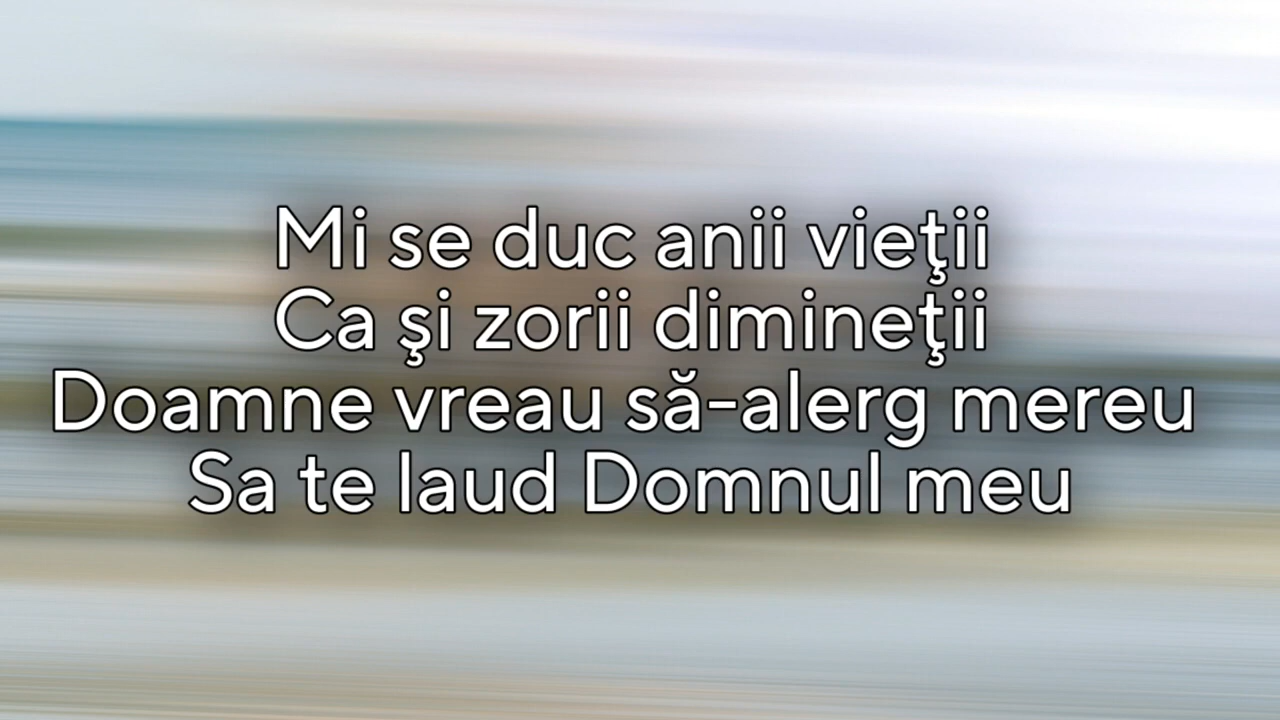 Mi se duc anii vieţii
Ca şi zorii dimineţii
Doamne vreau să-alerg mereu
Sa te laud Domnul meu